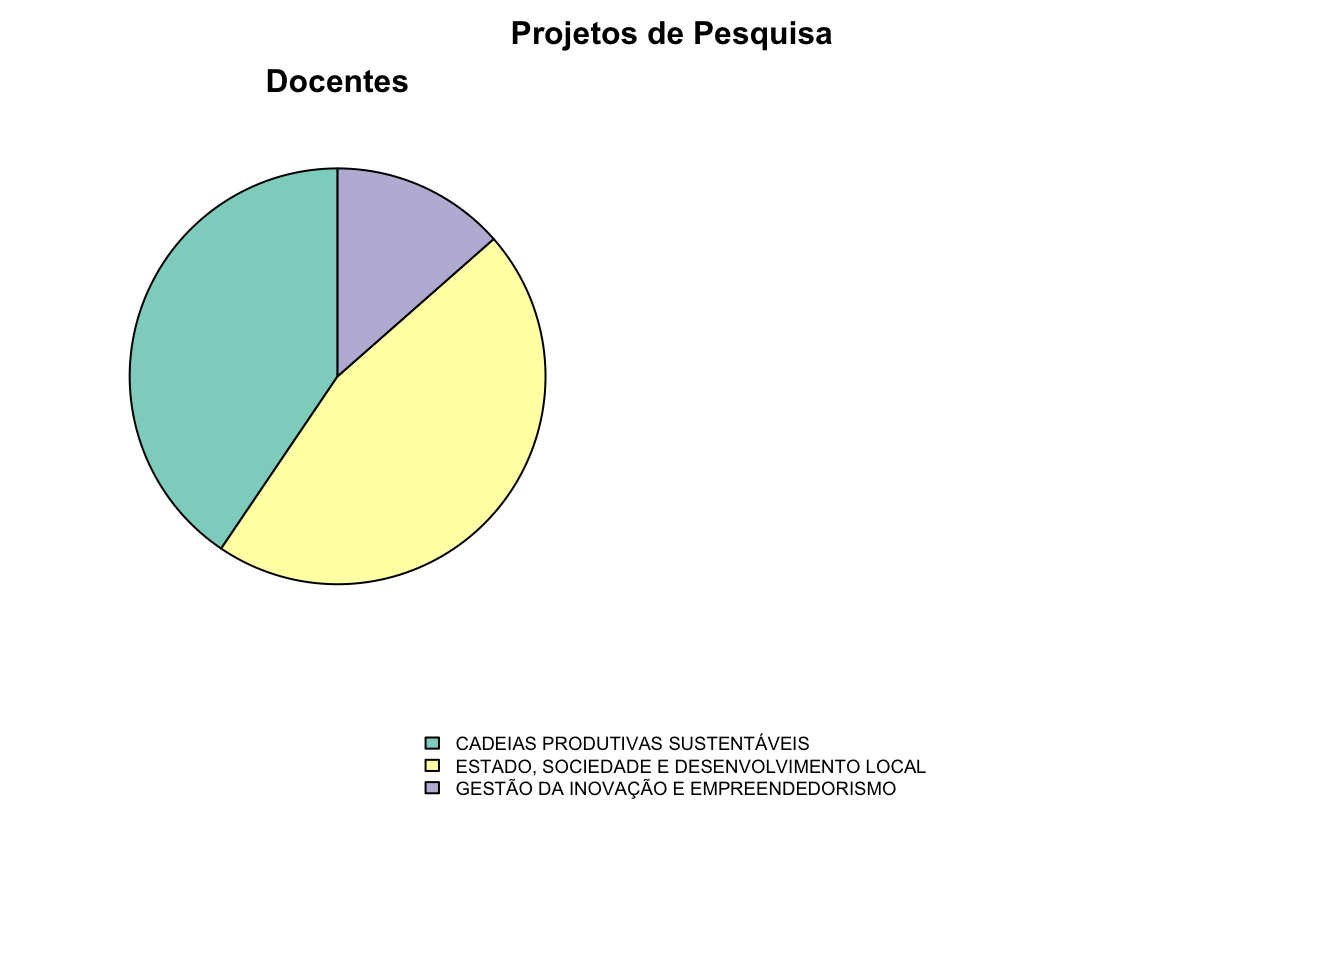 Projetos de Pesquisa
Docentes
CADEIAS PRODUTIVAS SUSTENTÁVEIS
ESTADO, SOCIEDADE E DESENVOLVIMENTO LOCAL
GESTÃO DA INOVAÇÃO E EMPREENDEDORISMO